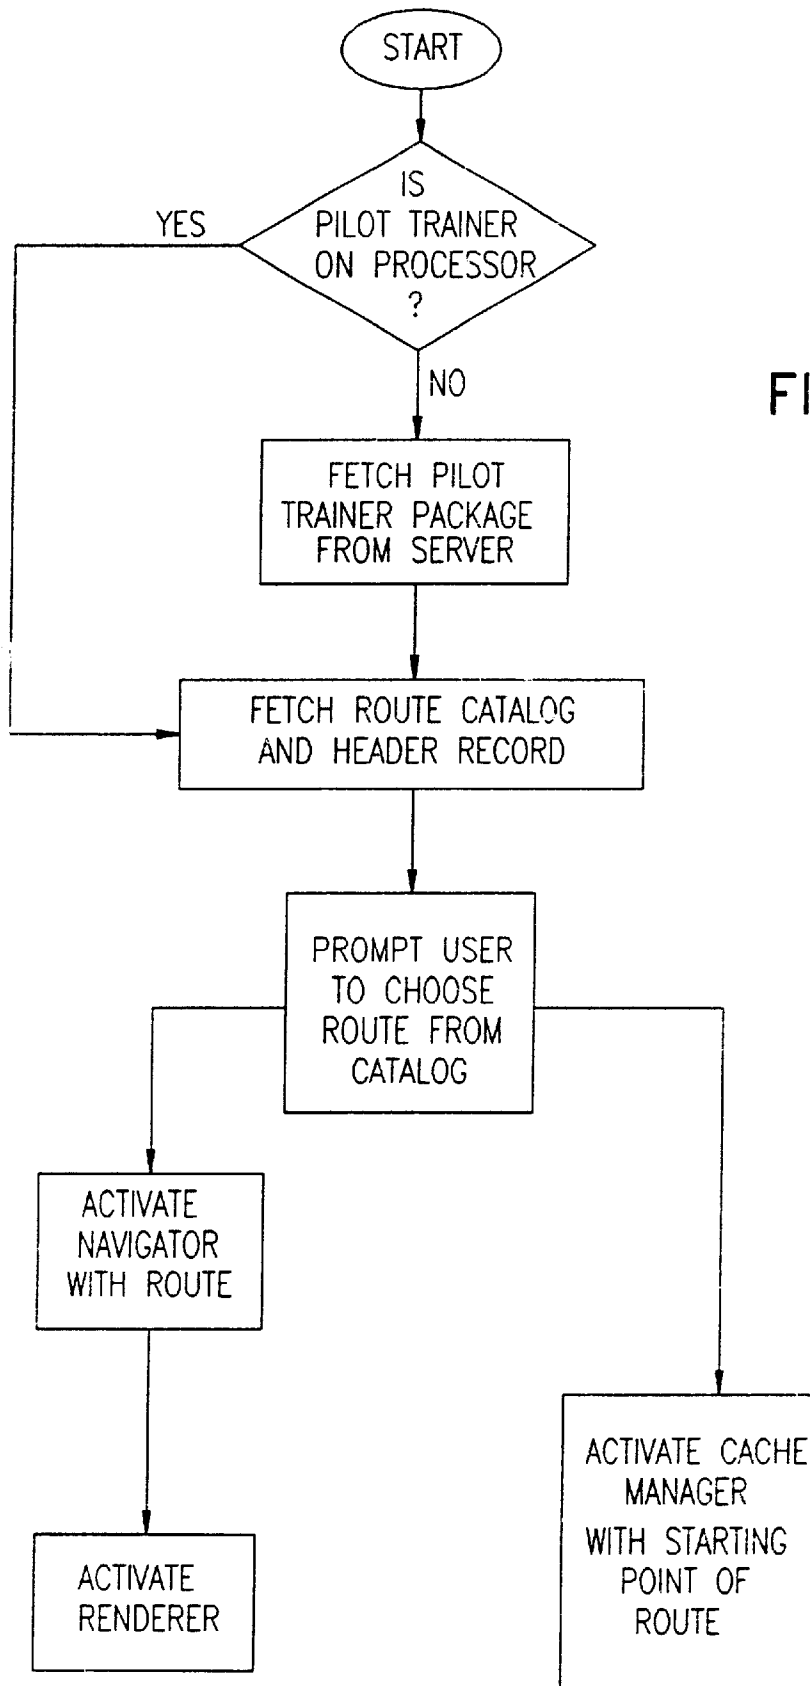 START
IS
PILOT TRAINER
ON PROCESSOR
?
YES
NO
FI
FETCH PILOT
TRAINER PACKAGE
FROM SERVER
FETCH ROUTE CATALOG
AND HEADER RECORD
PROMPT USER
TO CHOOSE
ROUTE FROM
CATALOG
ACTIVATE
NAVIGATOR
WITH ROUTE
ACTIVATE
RENDERER
ACTIVATE CACHE
MANAGER
WITH STARTING
POINT OF
ROUTE